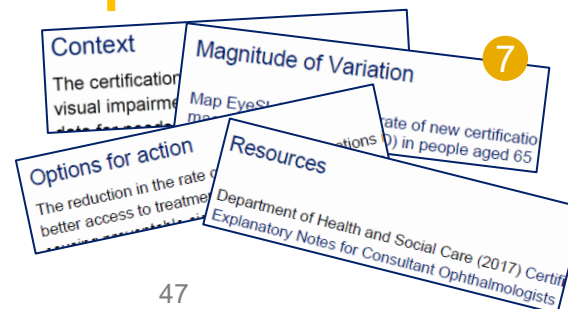 Context
The certification
visual impairme
Magnitude of Variation
7
Map EyeS
rate of new certificatio
D) in people aged 65
Options for action
ations
The reduction in the rate
better access to treatme
Resources
Department of Health and Social Care (2017) Certifi
Explanatory Notes for Consultant Ophthalmologists
47